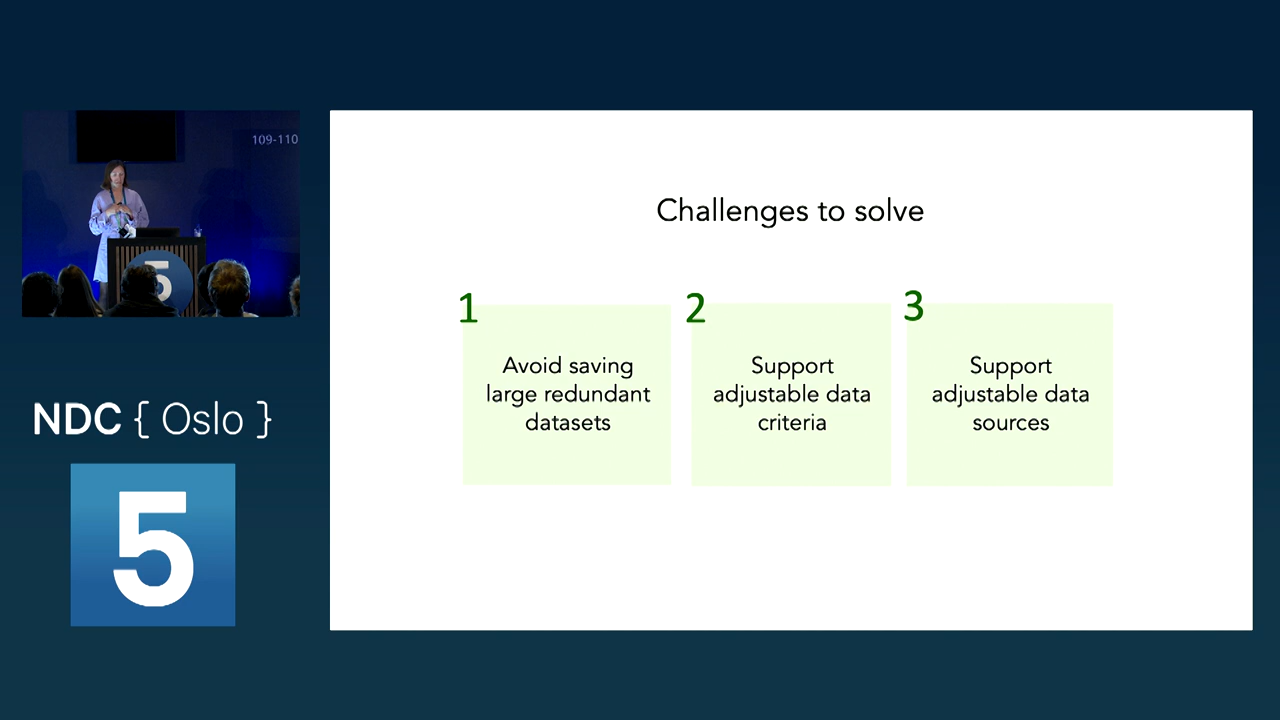 109-110
5
NDC { Oslo }
5
Challenges to solve
1
Avoid saving
large redundant
datasets
2
Support
adjustable data
criteria
3
Support
adjustable data
sources